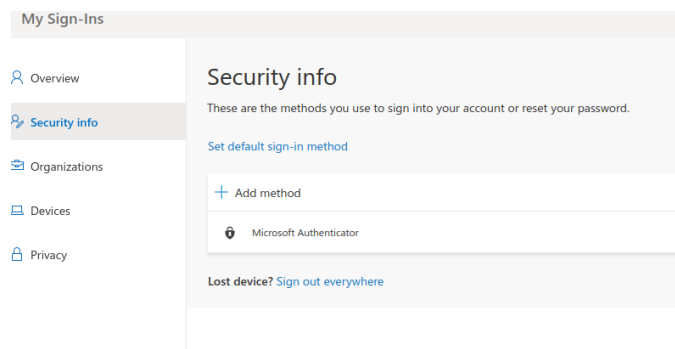 My Sign-Ins
Overview
Security info
Organizations
Devices
Privacy
Security info
These are the methods you use to sign into your account or reset your password.
Set default sign-in method
Add method
Microsoft Authenticator
Lost device? Sign out everywhere